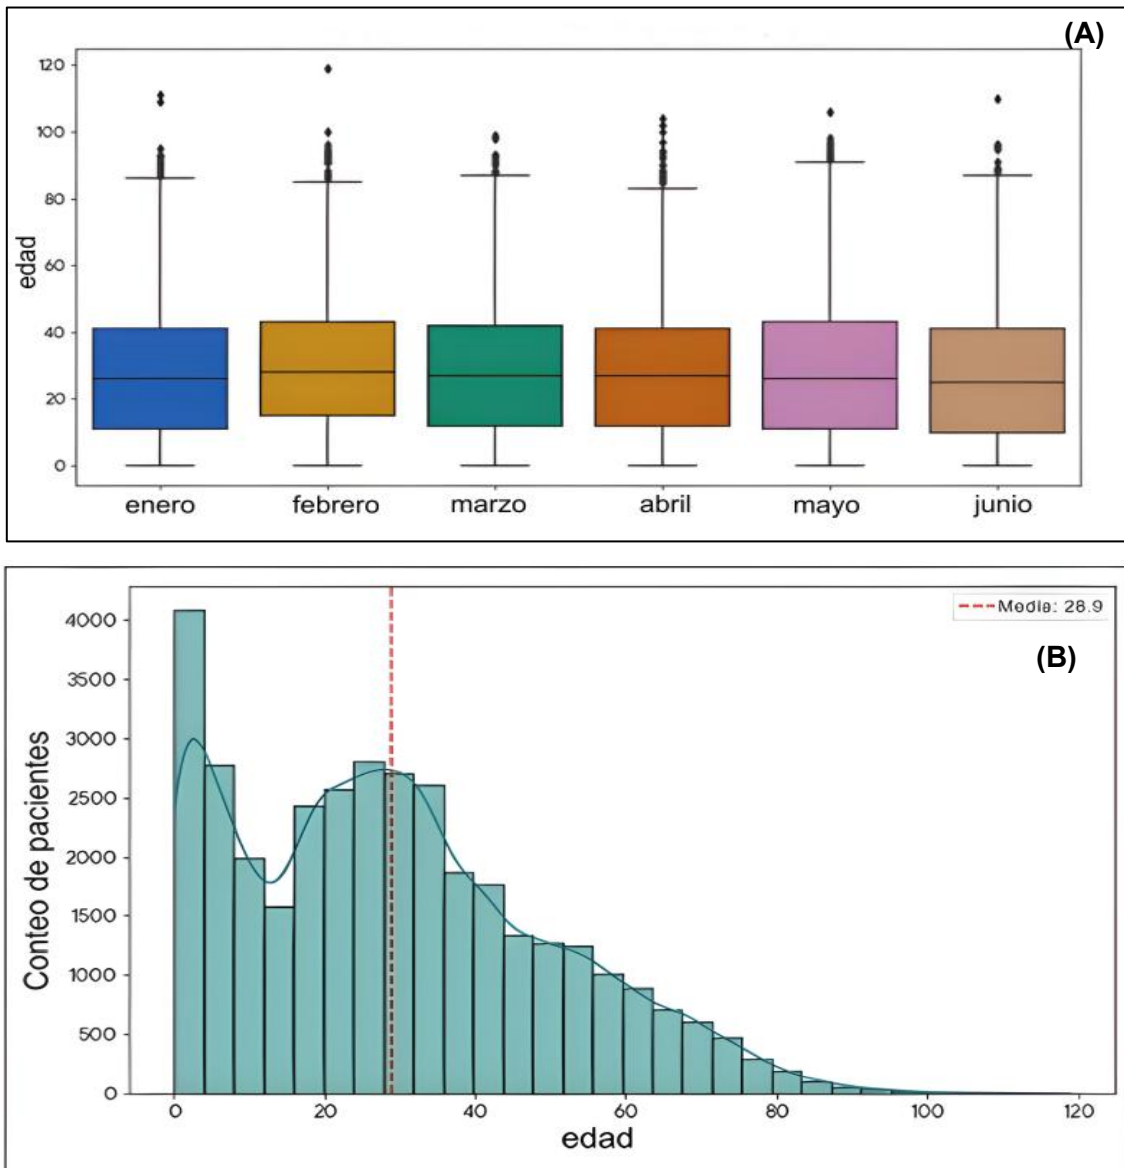 (A)
120
100
80
60
40
20
0
edad
enero febrero marzo abril mayo junio
Media: 28.9
(B)
4000
3500
3000
2500
2000
1500
1000
500
0
Conteo de pacientes
0 20 40 60 80 100 120
edad